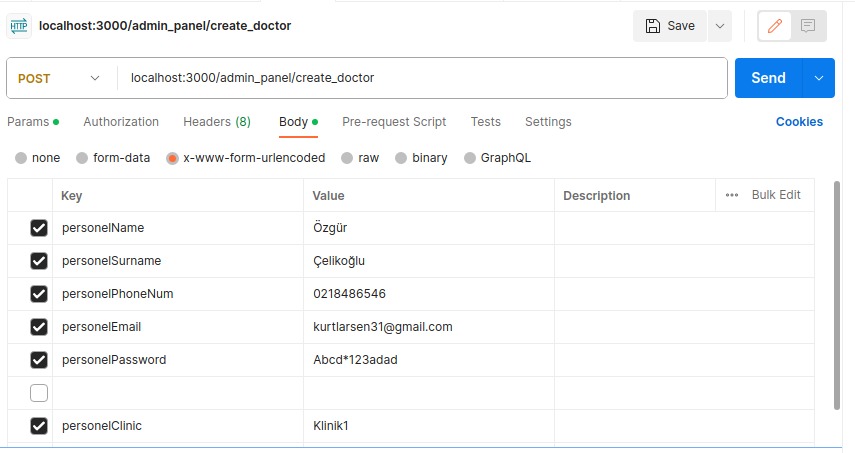 HTTP localhost:3000/admin_panel/create_doctor Save
POST localhost:3000/admin_panel/create_doctor Send
Params Authorization Headers (8) Body Pre-request Script Tests Settings Cookies
none form-data x-www-form-urlencoded raw binary GraphQL
Key Value Description ••• Bulk Edit
personelName Özgür
personelSurname Çelikoğlu
personelPhoneNum 0218486546
personelEmail kurtlarsen31@gmail.com
personelPassword Abcd*123adad
personelClinic Klinik1